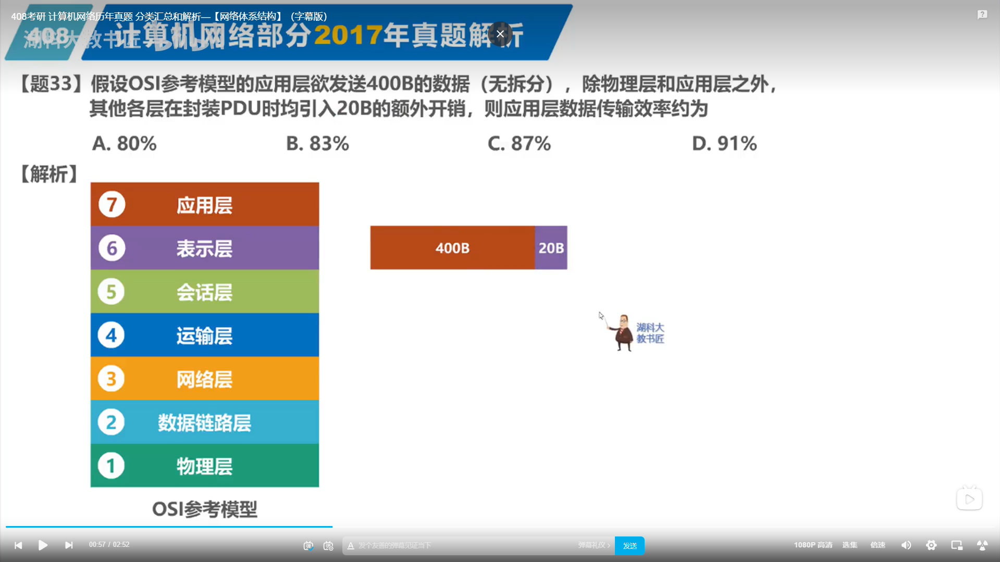 408考研 计算机网络历年真题 分类汇总和解析—【网络体系结构】（字幕版）
408 计算机网络部分2017年真题解析
湖科大教书匠 bilibili
【题33】假设OSI参考模型的应用层欲发送400B的数据（无拆分），除物理层和应用层之外，
其他各层在封装PDU时均引入20B的额外开销，则应用层数据传输效率约为
A. 80% B. 83% C. 87% D. 91%
【解析】
7 应用层
6 表示层
400B 20B
5 会话层
4 运输层
湖科大
教书匠
3 网络层
2 数据链路层
1 物理层
OSI参考模型
00:57 / 02:52
发个友善的弹幕见证当下
弹幕礼仪 >
发送
1080P 高清 选集 倍速